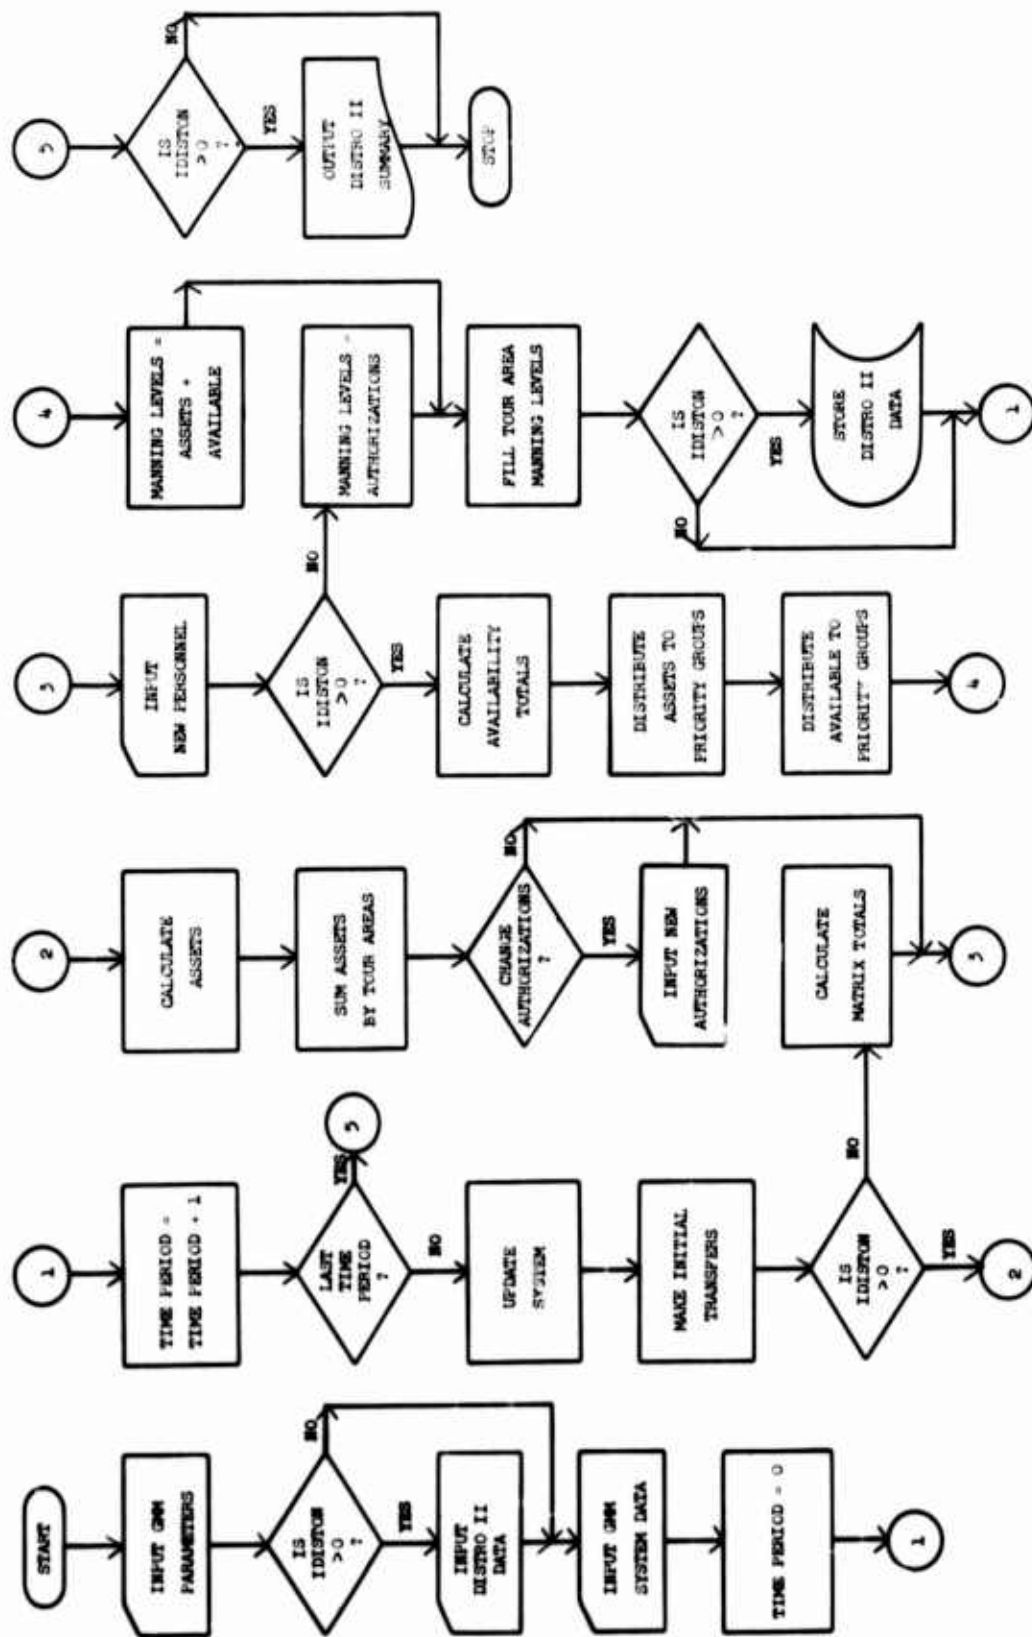 START
INPUT GMM
PARAMETERS
IS
IDISTON
>0
?
NO
YES
INPUT
DISTRO II
DATA
INPUT GMM
SYSTEM DATA
TIME PERIOD = 0
1
1
TIME PERIOD =
TIME PERIOD + 1
LAST
TIME
PERIOD
?
YES
5
NO
UPDATE
SYSTEM
MAKE INITIAL
TRANSFERS
IS
IDISTON
>0
?
NO
YES
2
2
CALCULATE
ASSETS
SUM ASSETS
BY TOUR AREAS
CHANGE
AUTHORIZATIONS
?
NO
YES
INPUT NEW
AUTHORIZATIONS
CALCULATE
MATRIX TOTALS
3
3
INPUT
NEW PERSONNEL
IS
IDISTON
>0
?
NO
YES
CALCULATE
AVAILABILITY
TOTALS
DISTRIBUTE
ASSETS TO
PRIORITY GROUPS
DISTRIBUTE
AVAILABLE TO
PRIORITY GROUPS
4
4
MANNING LEVELS =
ASSETS +
AVAILABLE
MANNING LEVELS =
AUTHORIZATIONS
FILL TOUR AREA
MANNING LEVELS
IS
IDISTON
>0
?
NO
YES
STORE
DISTRO II
DATA
1
5
IS
IDISTON
>0
?
NO
YES
OUTPUT
DISTRO II
SUMMARY
STOP